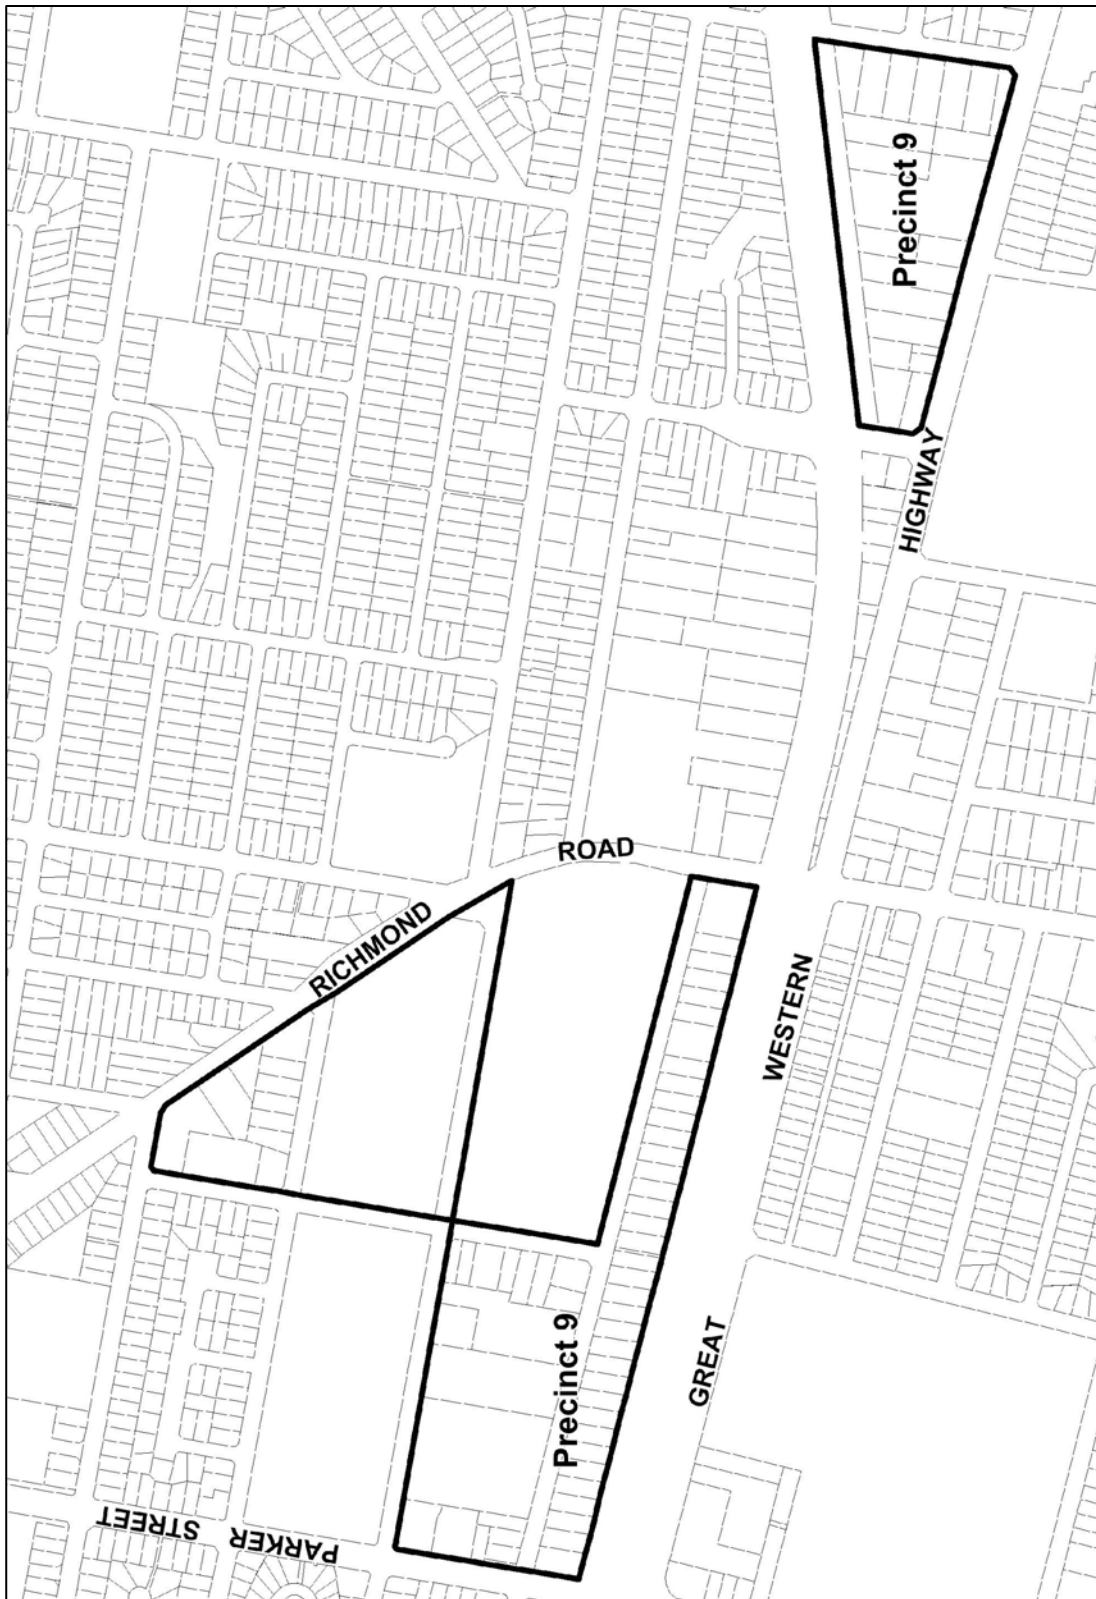 Precinct 9
HIGHWAY
ROAD
RICHMOND
WESTERN
GREAT
Precinct 9
PARKER STREET